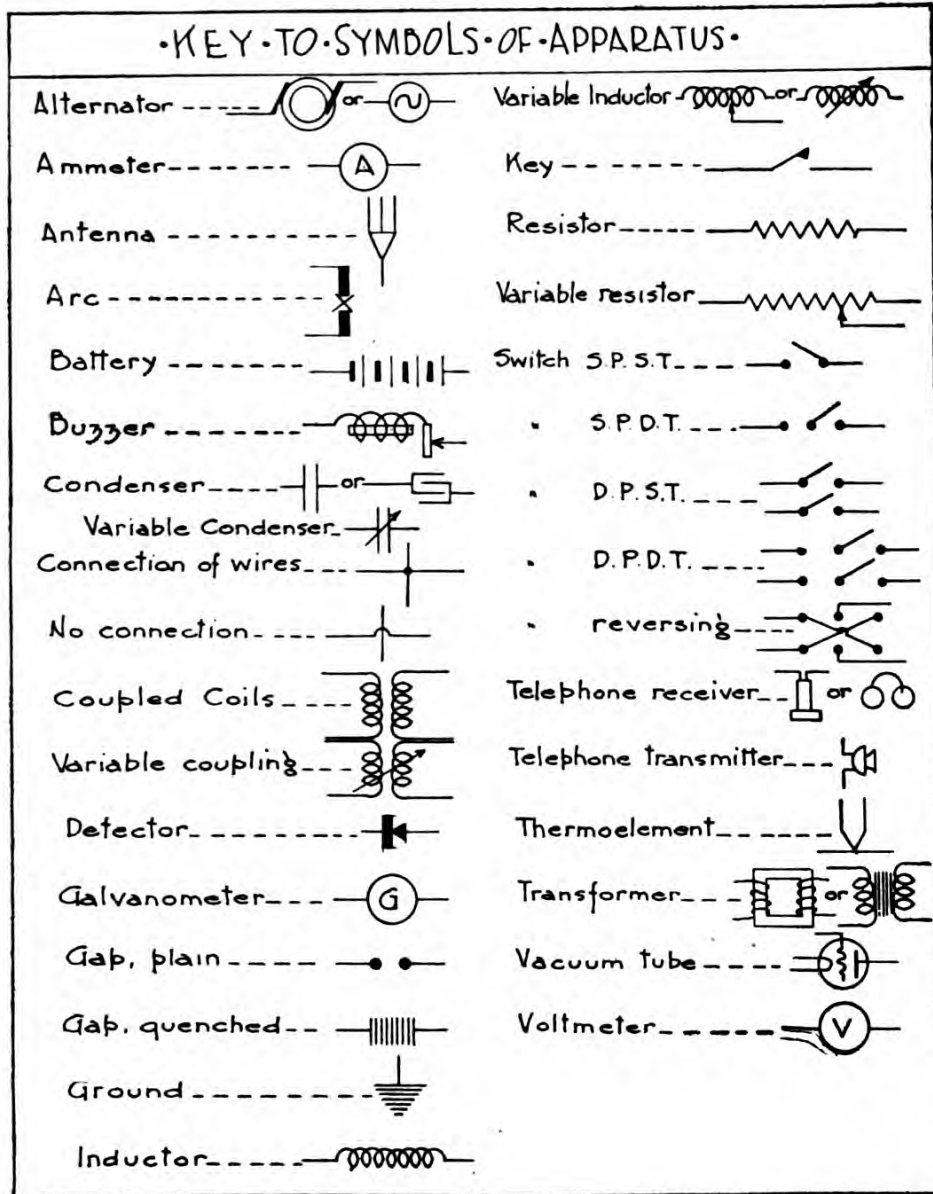 ·KEY·TO·SYMBOLS·OF·APPARATUS·
Alternator or
Ammeter A
Antenna
Arc
Battery
Buzzer
Condenser or
Variable Condenser
Connection of wires
No connection
Coupled Coils
Variable coupling
Detector
Galvanometer G
Gap, plain
Gap, quenched
Ground
Inductor
Variable Inductor or
Key
Resistor
Variable resistor
Switch S.P.S.T.
" S.P.D.T.
" D.P.S.T.
" D.P.D.T.
" reversing
Telephone receiver or
Telephone transmitter
Thermoelement
Transformer or
Vacuum tube
Voltmeter V